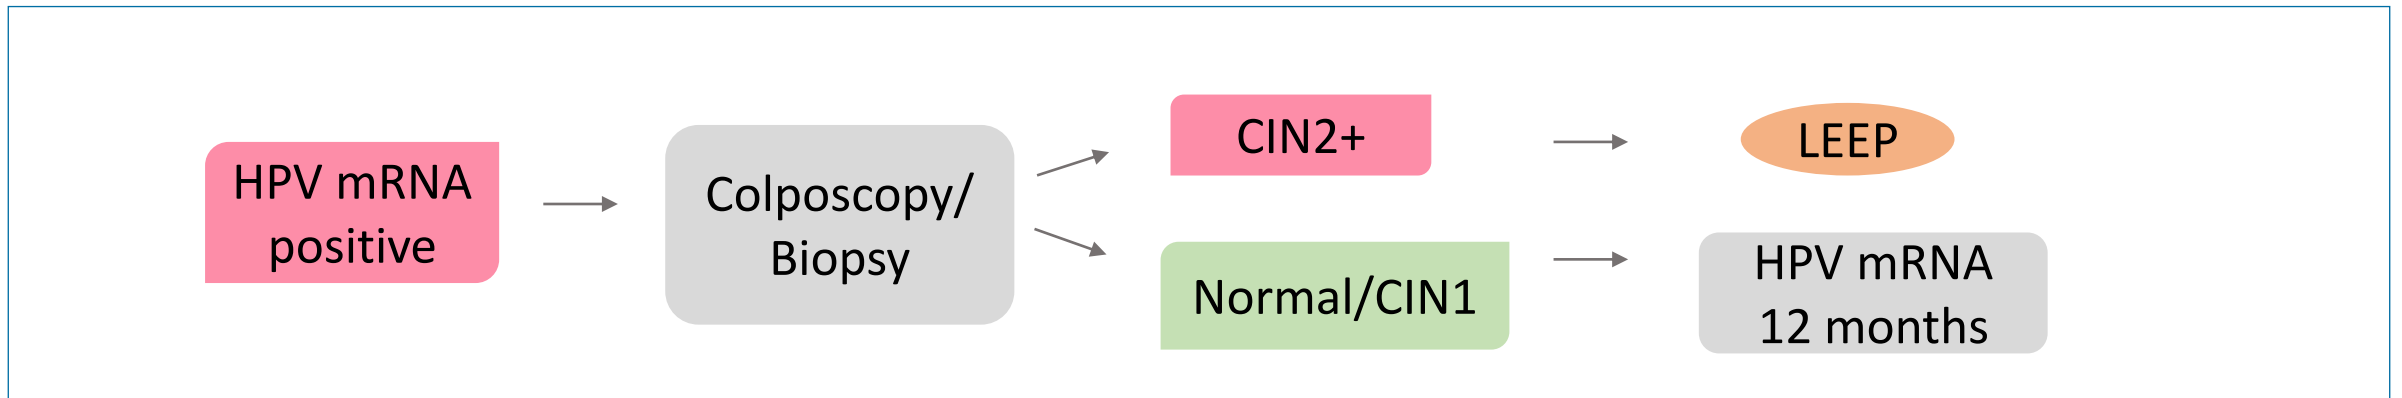 HPV mRNA
positive
Colposcopy/
Biopsy
CIN2+
LEEP
Normal/CIN1
HPV mRNA
12 months